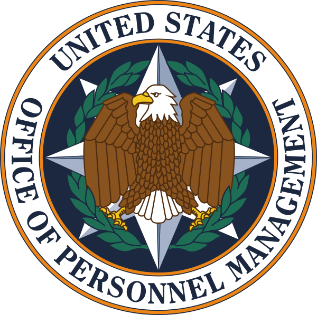 UNITED STATES
OFFICE OF PERSONNEL MANAGEMENT